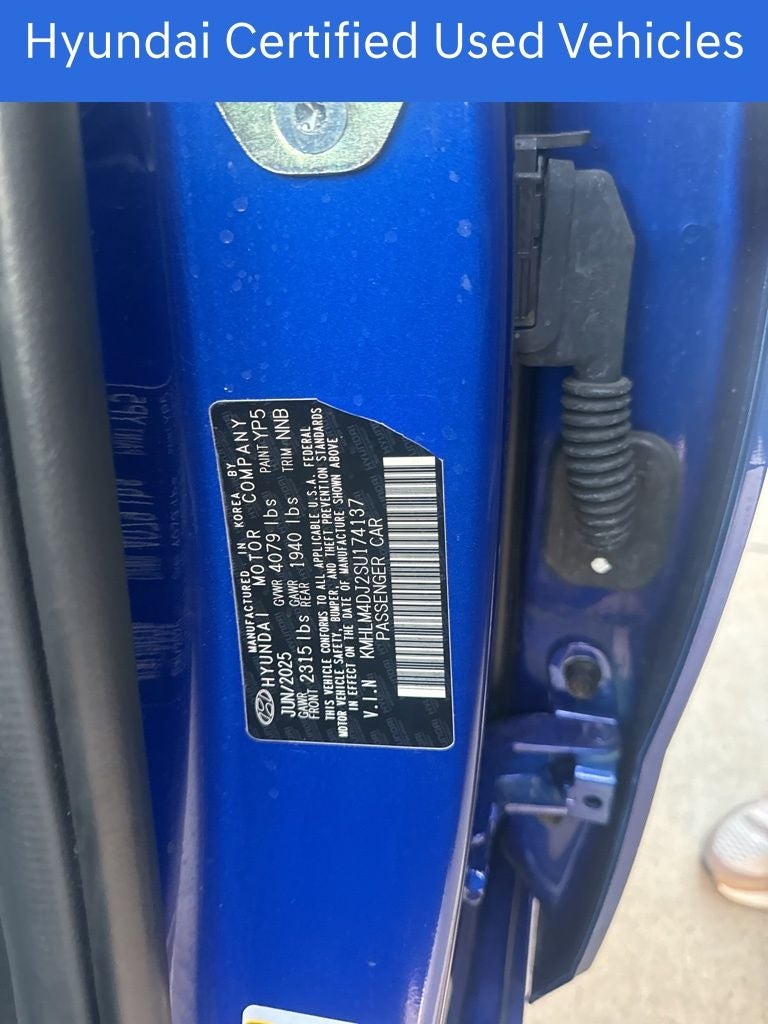 Hyundai Certified Used Vehicles
MANUFACTURED IN KOREA BY
HYUNDAI MOTOR COMPANY
JUN/2025 GVWR 4079 lbs PAINT YP5
GAWR FRONT 2315 lbs GAWR REAR 1940 lbs TRIM NNB
THIS VEHICLE CONFORMS TO ALL APPLICABLE U.S.A. FEDERAL
MOTOR VEHICLE SAFETY, BUMPER, AND THEFT PREVENTION STANDARDS
IN EFFECT ON THE DATE OF MANUFACTURE SHOWN ABOVE
V.I.N KMHLM4DJ2SU174137
PASSENGER CAR